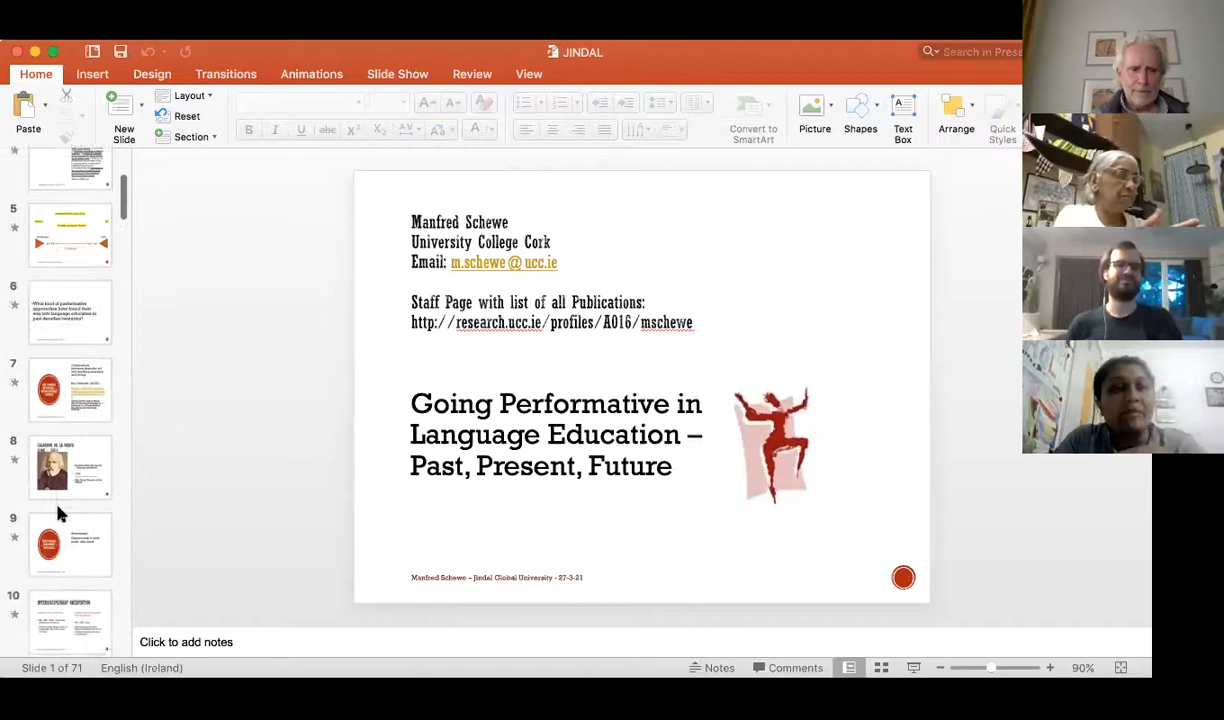 JINDAL
Search in Prese
Home
Insert
Design
Transitions
Animations
Slide Show
Review
View
Paste
New
Slide
Layout
Reset
Section
Convert to
SmartArt
Picture
Shapes
Text
Box
Arrange
Quick
Styles
5
6
7
8
9
10
Manfred Schewe
University College Cork
Email: m.schewe@ucc.ie
Staff Page with list of all Publications:
http://research.ucc.ie/profiles/A016/mschewe
Going Performative in
Language Education –
Past, Present, Future
Manfred Schewe – Jindal Global University - 27-3-21
Click to add notes
Slide 1 of 71
English (Ireland)
Notes
Comments
90%